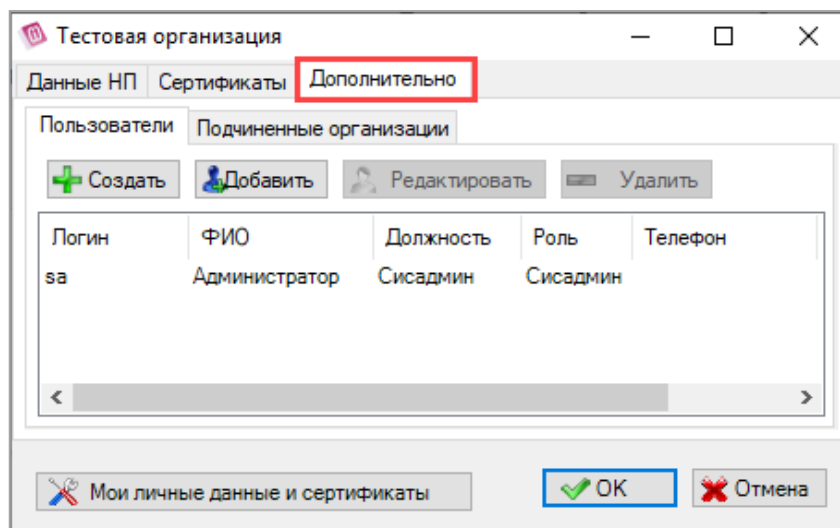 Тестовая организация
Данные НП Сертификаты Дополнительно
Пользователи Подчиненные организации
Создать Добавить Редактировать Удалить
Логин ФИО Должность Роль Телефон
sa Администратор Сисадмин Сисадмин
Мои личные данные и сертификаты OK Отмена